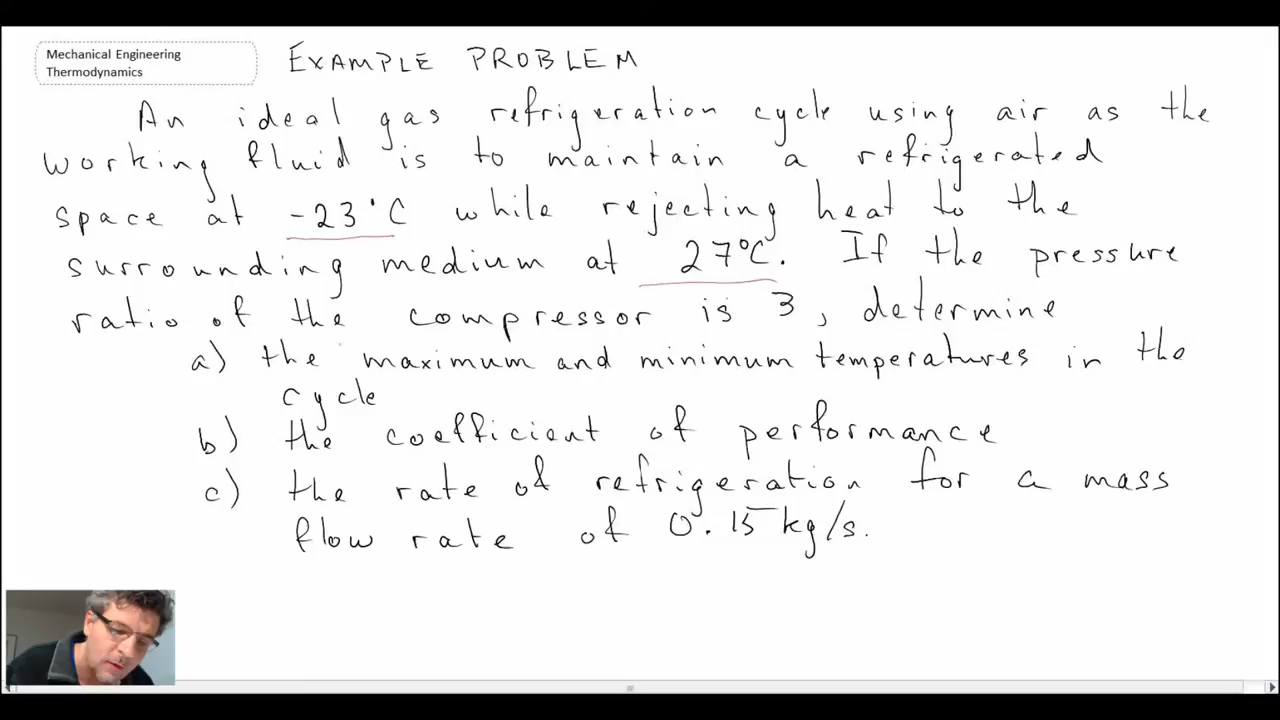 Mechanical Engineering
Thermodynamics
EXAMPLE PROBLEM
An ideal gas refrigeration cycle using air as the
working fluid is to maintain a refrigerated
space at -23°C while rejecting heat to the
surrounding medium at 27°C. If the pressure
ratio of the compressor is 3, determine
a) the maximum and minimum temperatures in the
cycle
b) the coefficient of performance
c) the rate of refrigeration for a mass
flow rate of 0.15 kg/s.